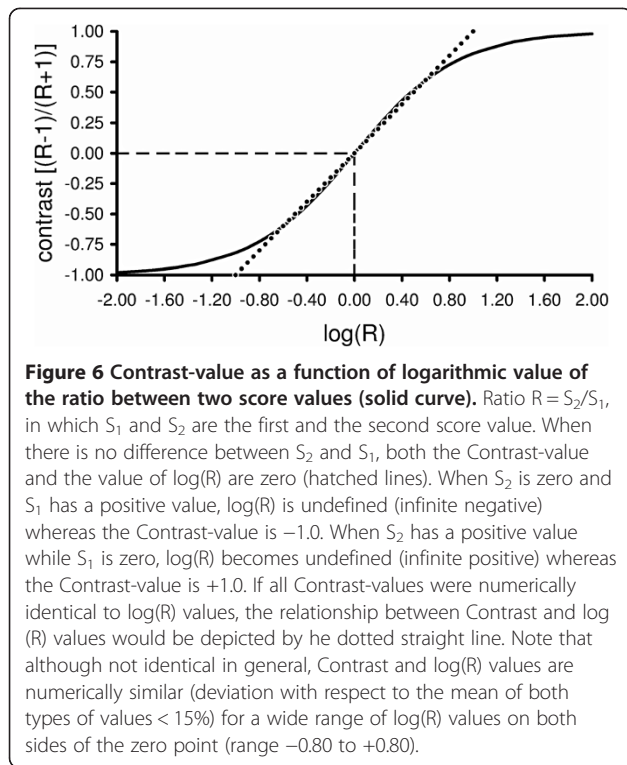 1.00
0.75
0.50
0.25
0.00
-0.25
-0.50
-0.75
-1.00
contrast [(R-1)/(R+1)]
-2.00 -1.60 -1.20 -0.80 -0.40 0.00 0.40 0.80 1.20 1.60 2.00
log(R)
Figure 6 Contrast-value as a function of logarithmic value of
the ratio between two score values (solid curve). Ratio R = S₂/S₁,
in which S₁ and S₂ are the first and the second score value. When
there is no difference between S₂ and S₁, both the Contrast-value
and the value of log(R) are zero (hatched lines). When S₂ is zero and
S₁ has a positive value, log(R) is undefined (infinite negative)
whereas the Contrast-value is −1.0. When S₂ has a positive value
while S₁ is zero, log(R) becomes undefined (infinite positive) whereas
the Contrast-value is +1.0. If all Contrast-values were numerically
identical to log(R) values, the relationship between Contrast and log
(R) values would be depicted by he dotted straight line. Note that
although not identical in general, Contrast and log(R) values are
numerically similar (deviation with respect to the mean of both
types of values < 15%) for a wide range of log(R) values on both
sides of the zero point (range −0.80 to +0.80).